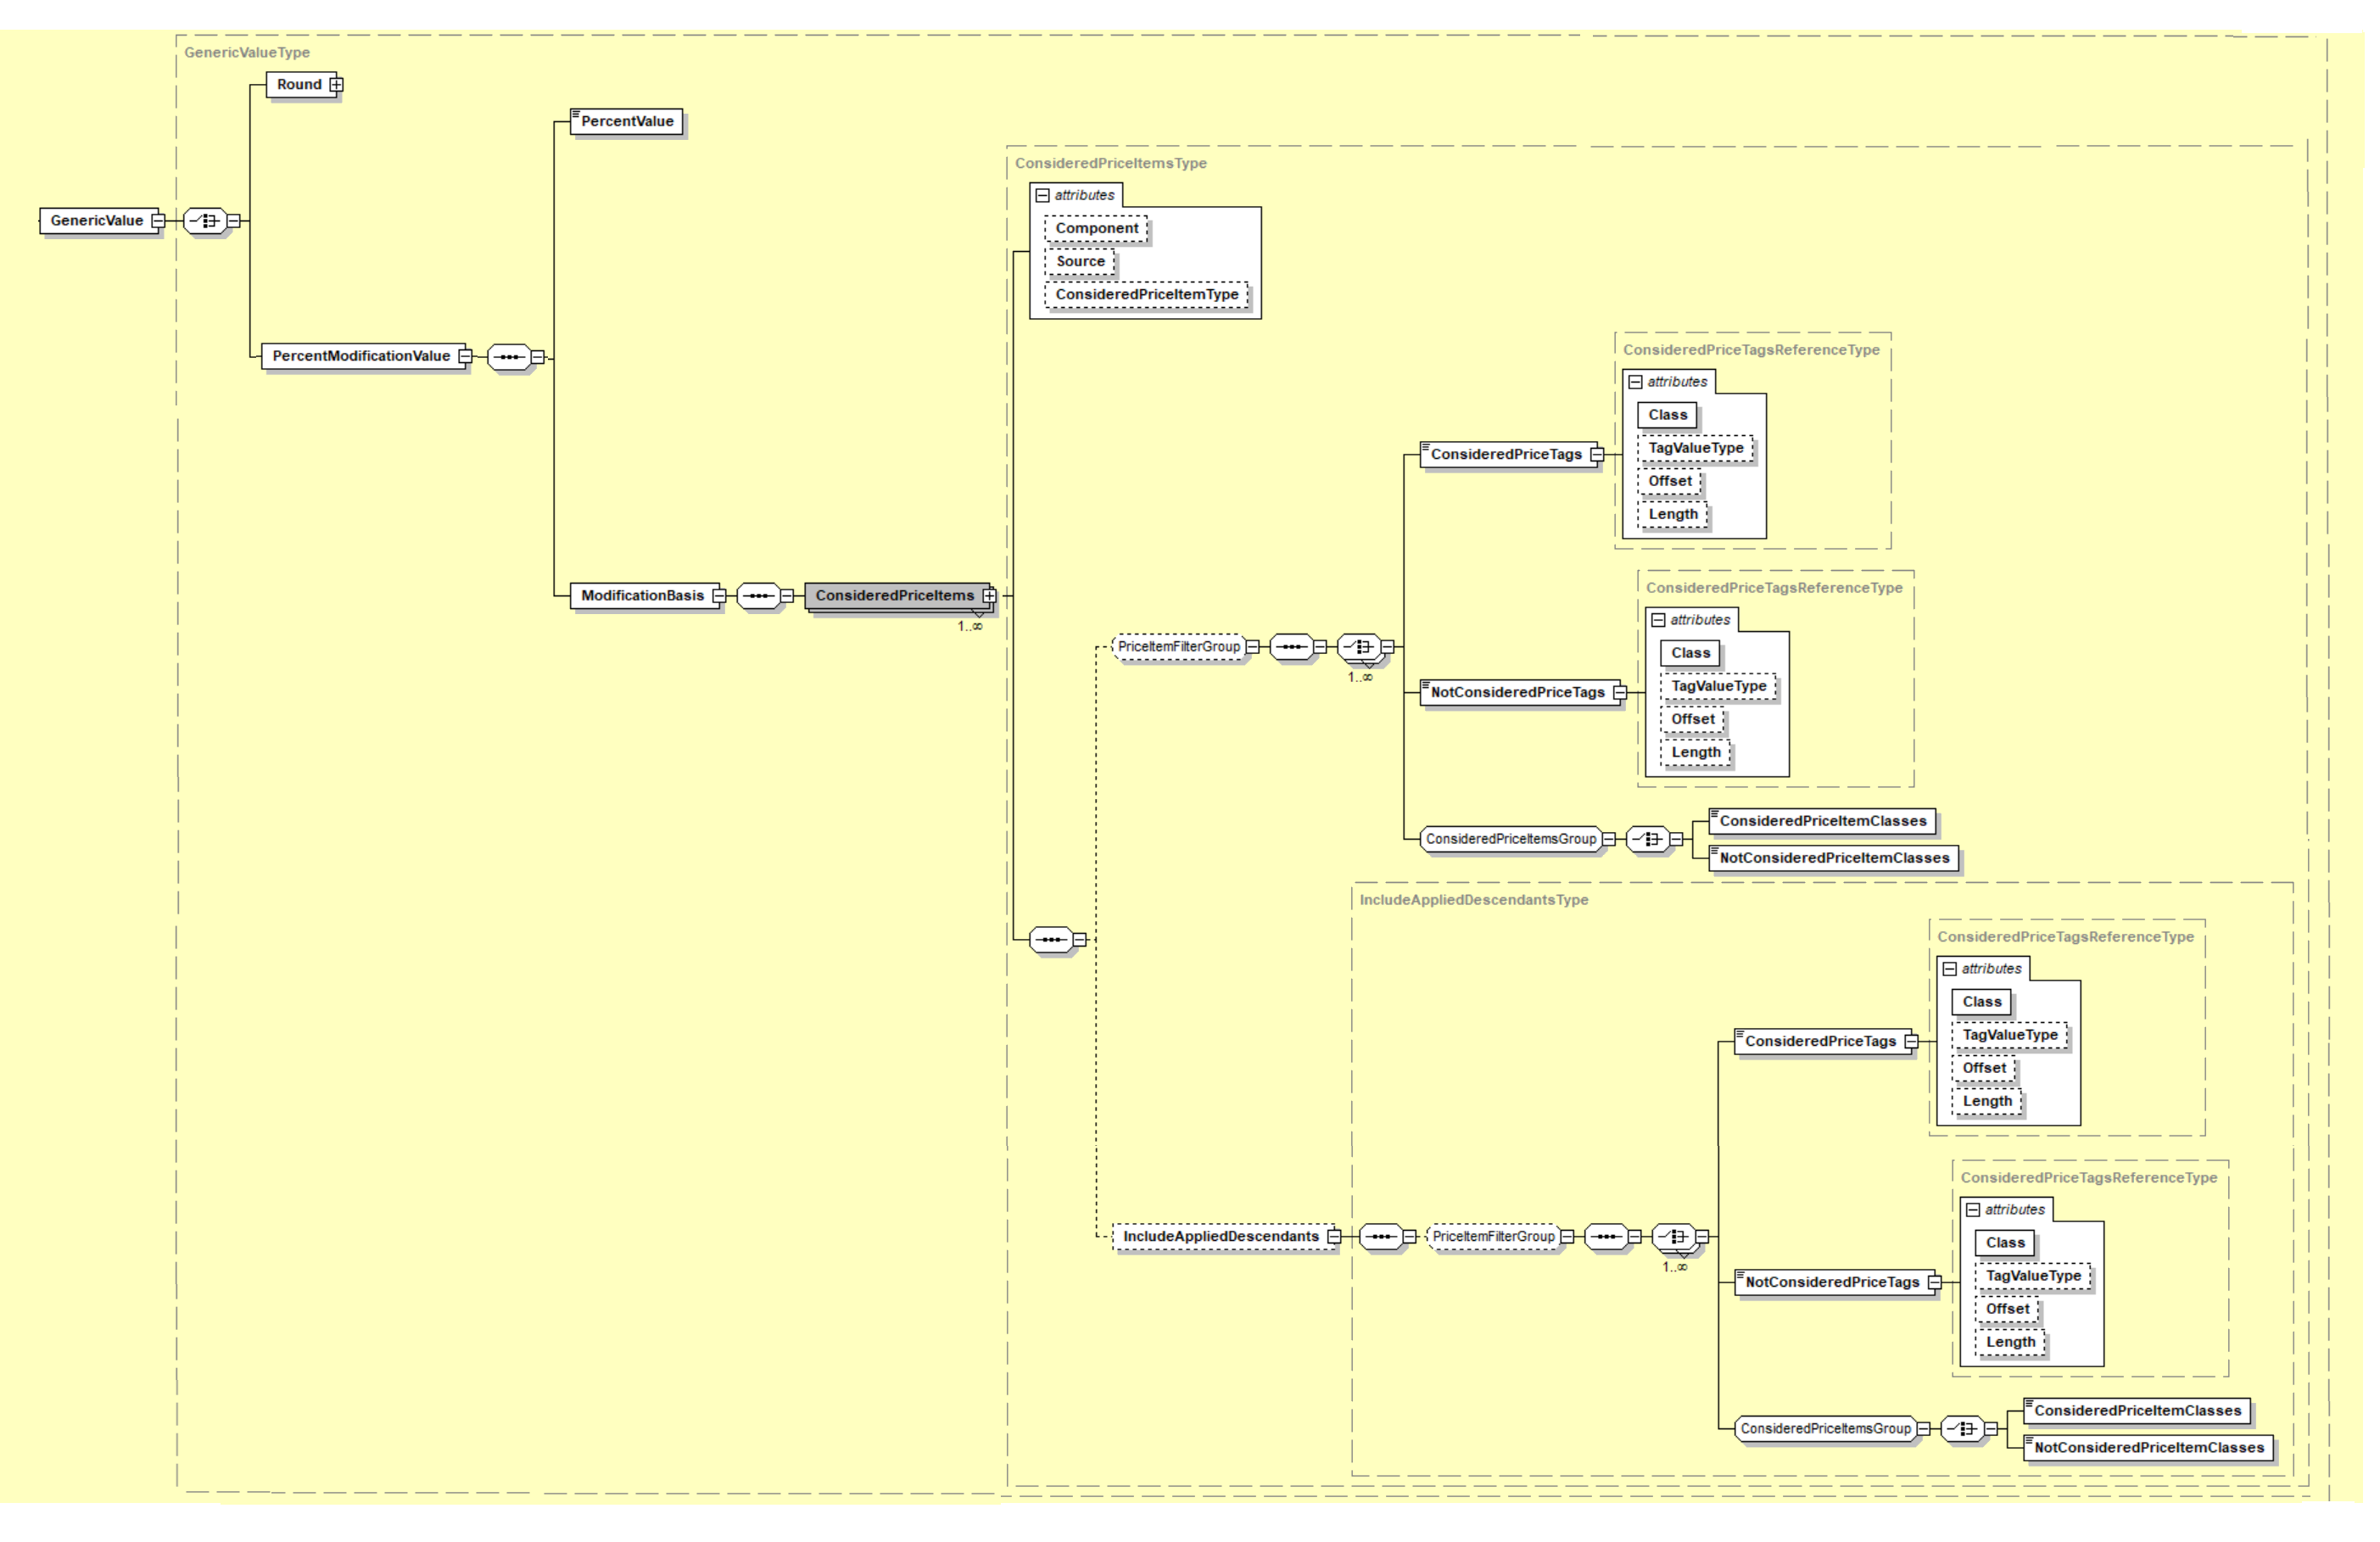 GenericValueType
Round
PercentValue
ConsideredPriceItemsType
attributes
Component
Source
ConsideredPriceItemType
GenericValue
PercentModificationValue
ConsideredPriceTagsReferenceType
attributes
Class
TagValueType
Offset
Length
ConsideredPriceTags
ModificationBasis
ConsideredPriceItems
1..∞
ConsideredPriceTagsReferenceType
attributes
Class
TagValueType
Offset
Length
PriceItemFilterGroup
1..∞
NotConsideredPriceTags
ConsideredPriceItemsGroup
ConsideredPriceItemClasses
NotConsideredPriceItemClasses
IncludeAppliedDescendantsType
ConsideredPriceTagsReferenceType
attributes
Class
TagValueType
Offset
Length
ConsideredPriceTags
ConsideredPriceTagsReferenceType
attributes
Class
TagValueType
Offset
Length
IncludeAppliedDescendants
PriceItemFilterGroup
1..∞
NotConsideredPriceTags
ConsideredPriceItemsGroup
ConsideredPriceItemClasses
NotConsideredPriceItemClasses